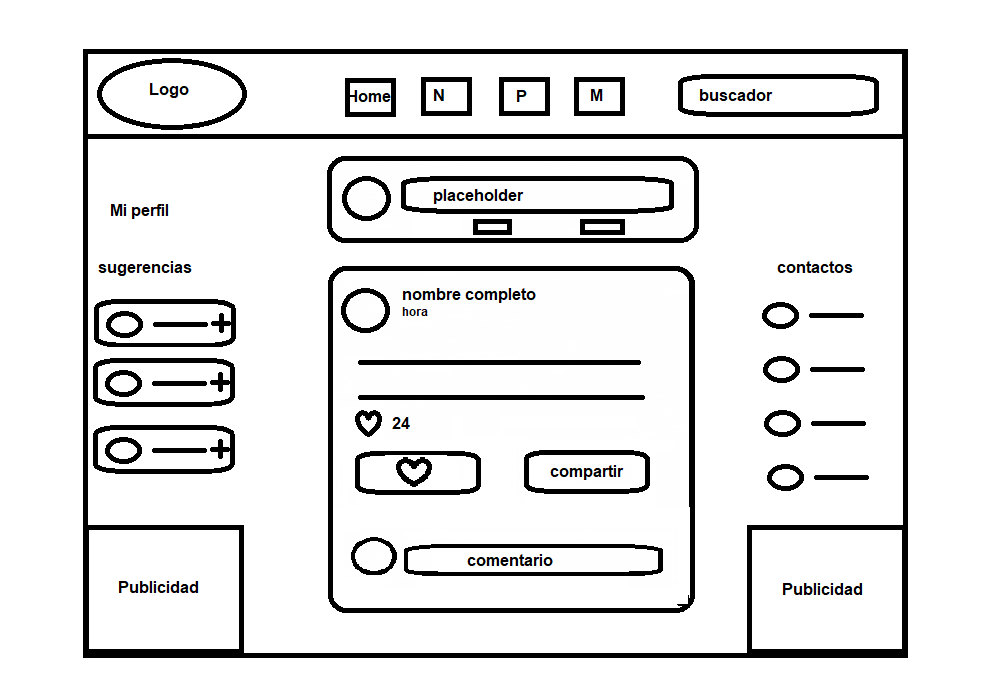 Logo
Home
N
P
M
buscador
placeholder
Mi perfil
sugerencias
contactos
nombre completo
hora
24
compartir
comentario
Publicidad
Publicidad